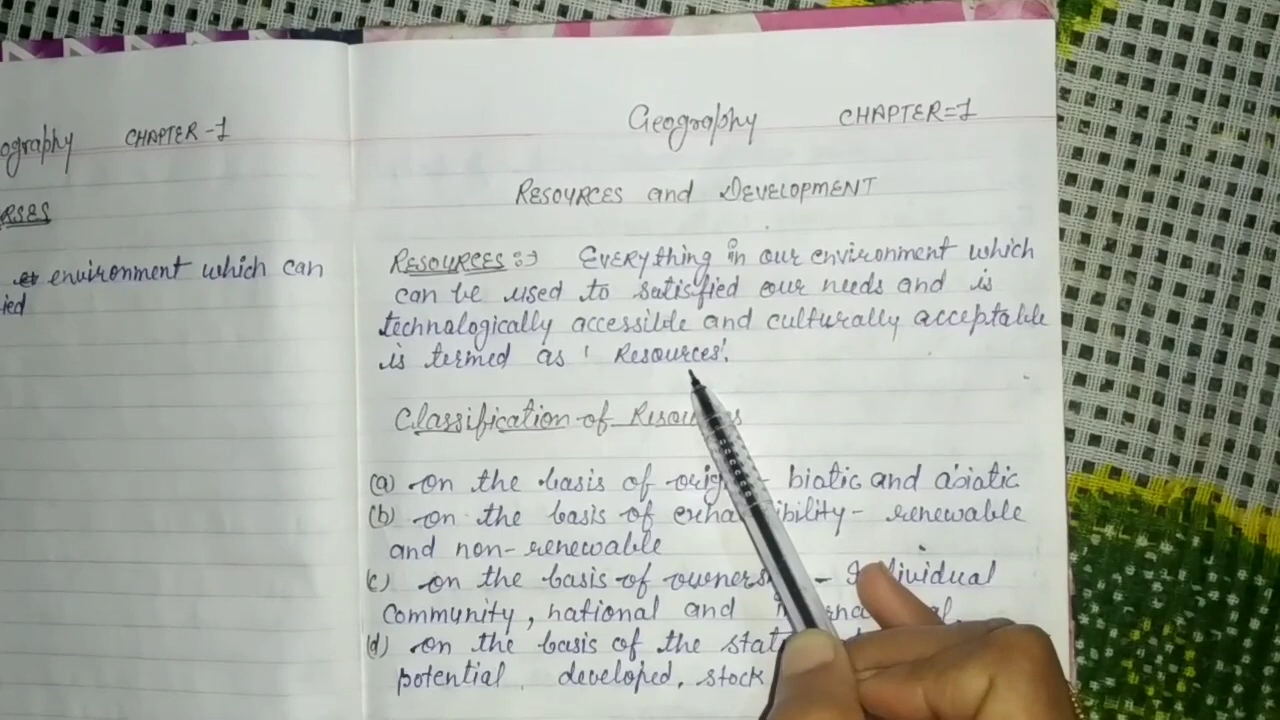 CHAPTER -1
environment which can
Geography CHAPTER=1
RESOURCES and DEVELOPMENT
RESOURCES :→ EVERYthing in our environment which
can be used to satisfied our needs and is
technologically accessible and culturally acceptable
is termed as ' Resources'.
Classification of
(a) on the basis of biotic and abiotic
(b) on the basis of - renewable
and non-renewable
(c) on the basis of - Individual
community, national and
(d) on the basis of the
potential, developed, stock